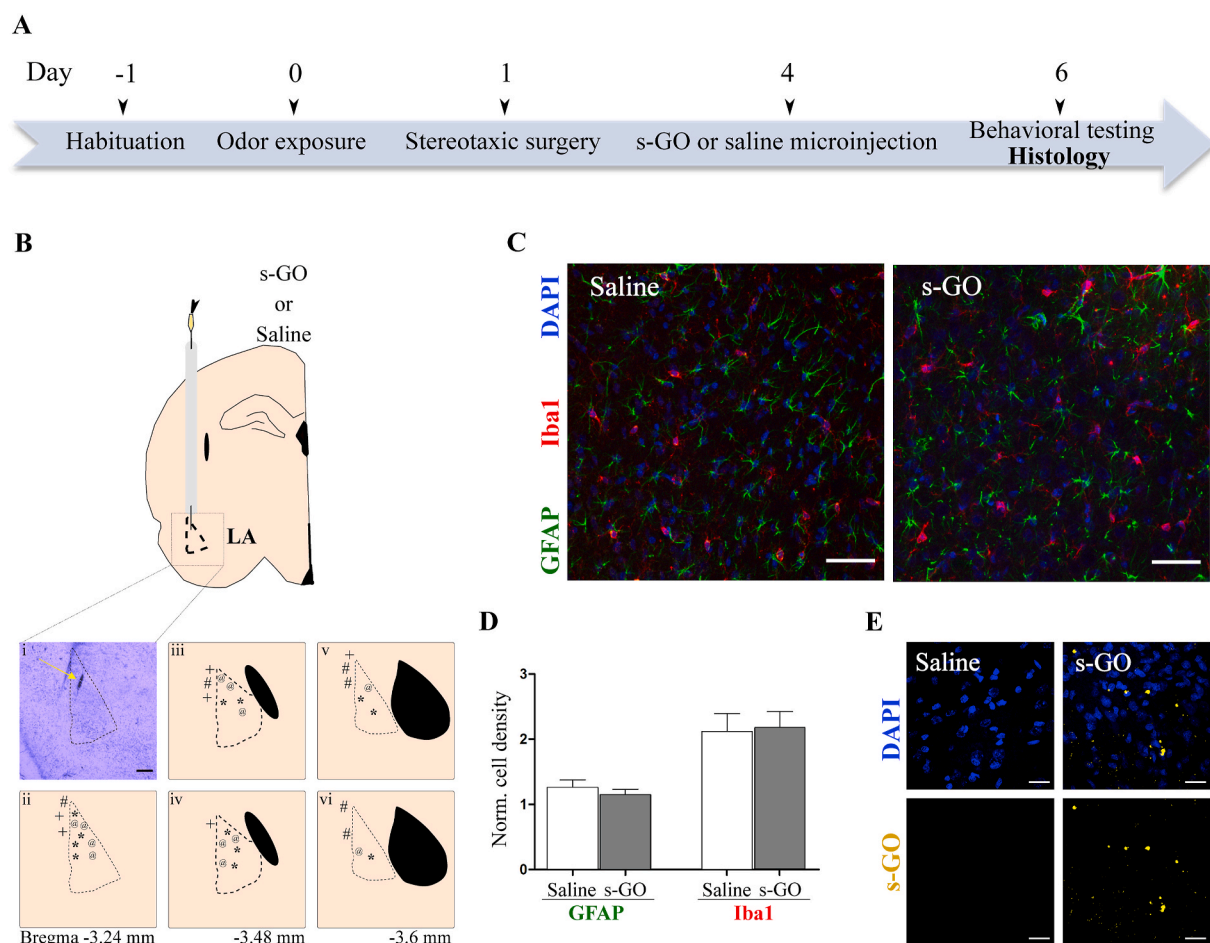 A
Day -1 0 1 4 6
Habituation Odor exposure Stereotaxic surgery s-GO or saline microinjection Behavioral testing
Histology
B
s-GO
or
Saline
LA
i
iii
+
#
+
@
@
* *
@
v
+
#
#
@
*
*
ii
#
+
+
*
@ @
* *
@
*
@
iv
+
@ *
@ *
@ *
vi
#
#
@ *
Bregma -3.24 mm -3.48 mm -3.6 mm
C
DAPI
Iba1
GFAP
Saline
s-GO
D
Norm. cell density
3
2
1
0
Saline s-GO Saline s-GO
GFAP Iba1
E
DAPI
s-GO
Saline
s-GO